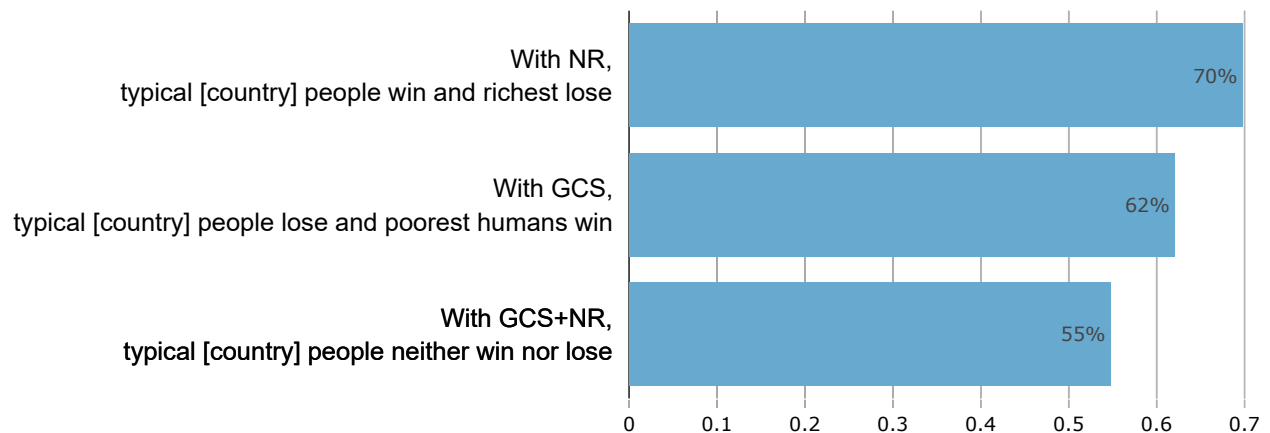 With NR,
typical [country] people win and richest lose
70%
With GCS,
typical [country] people lose and poorest humans win
62%
With GCS+NR,
typical [country] people neither win nor lose
55%
0 0.1 0.2 0.3 0.4 0.5 0.6 0.7